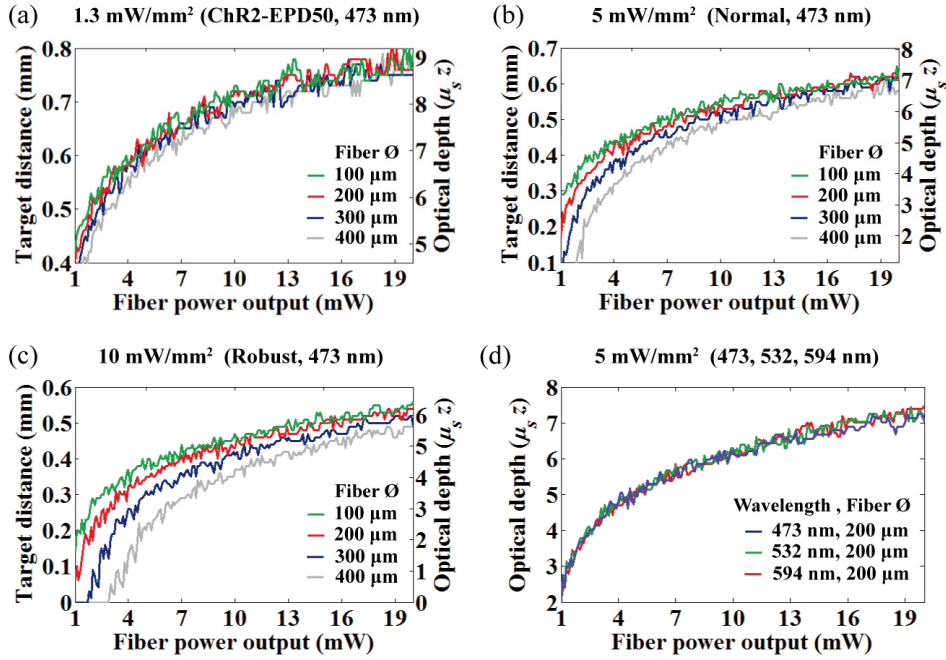 (a) 1.3 mW/mm² (ChR2-EPD50, 473 nm)
0.8
0.7
0.6
0.5
0.4
Target distance (mm)
9
8
7
6
5
Optical depth (μs z)
Fiber Ø
100 μm
200 μm
300 μm
400 μm
1 4 7 10 13 16 19
Fiber power output (mW)
(b) 5 mW/mm² (Normal, 473 nm)
0.7
0.6
0.5
0.4
0.3
0.2
0.1
Target distance (mm)
8
7
6
5
4
3
2
Optical depth (μs z)
Fiber Ø
100 μm
200 μm
300 μm
400 μm
1 4 7 10 13 16 19
Fiber power output (mW)
(c) 10 mW/mm² (Robust, 473 nm)
0.6
0.5
0.4
0.3
0.2
0.1
0
Target distance (mm)
6
5
4
3
2
1
0
Optical depth (μs z)
Fiber Ø
100 μm
200 μm
300 μm
400 μm
1 4 7 10 13 16 19
Fiber power output (mW)
(d) 5 mW/mm² (473, 532, 594 nm)
8
7
6
5
4
3
2
Optical depth (μs z)
Wavelength , Fiber Ø
473 nm, 200 μm
532 nm, 200 μm
594 nm, 200 μm
1 4 7 10 13 16 19
Fiber power output (mW)